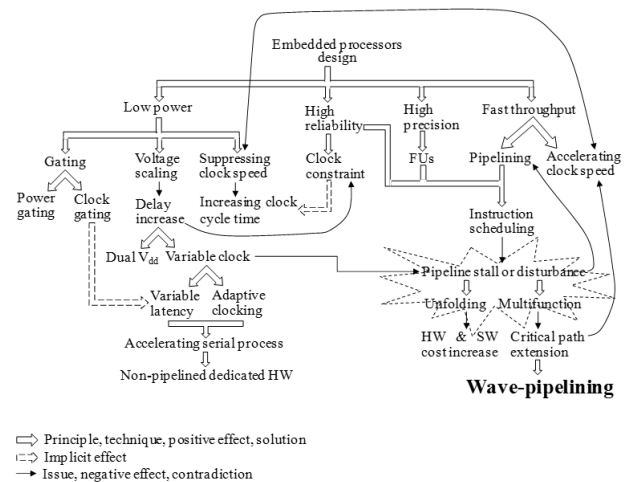 Embedded processors
design
Low power
High
reliability
High
precision
Fast throughput
Gating
Voltage
scaling
Suppressing
clock speed
Clock
constraint
FUs
Pipelining
Accelerating
clock speed
Power
gating
Clock
gating
Delay
increase
Increasing clock
cycle time
Instruction
scheduling
Dual Vdd
Variable clock
Pipeline stall or disturbance
Variable
latency
Adaptive
clocking
Unfolding
Multifunction
Accelerating serial process
HW & SW
cost increase
Critical path
extension
Non-pipelined dedicated HW
Wave-pipelining
Principle, technique, positive effect, solution
Implicit effect
Issue, negative effect, contradiction